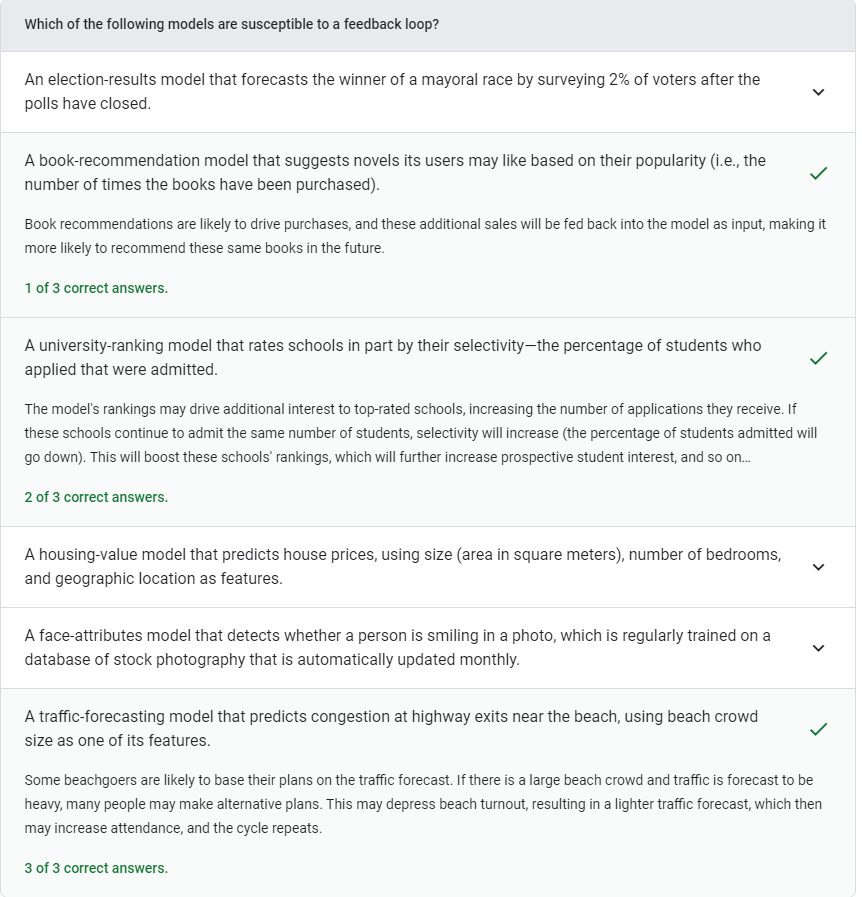 Which of the following models are susceptible to a feedback loop?
An election-results model that forecasts the winner of a mayoral race by surveying 2% of voters after the
polls have closed.
A book-recommendation model that suggests novels its users may like based on their popularity (i.e., the
number of times the books have been purchased).
Book recommendations are likely to drive purchases, and these additional sales will be fed back into the model as input, making it
more likely to recommend these same books in the future.
1 of 3 correct answers.
A university-ranking model that rates schools in part by their selectivity—the percentage of students who
applied that were admitted.
The model's rankings may drive additional interest to top-rated schools, increasing the number of applications they receive. If
these schools continue to admit the same number of students, selectivity will increase (the percentage of students admitted will
go down). This will boost these schools' rankings, which will further increase prospective student interest, and so on…
2 of 3 correct answers.
A housing-value model that predicts house prices, using size (area in square meters), number of bedrooms,
and geographic location as features.
A face-attributes model that detects whether a person is smiling in a photo, which is regularly trained on a
database of stock photography that is automatically updated monthly.
A traffic-forecasting model that predicts congestion at highway exits near the beach, using beach crowd
size as one of its features.
Some beachgoers are likely to base their plans on the traffic forecast. If there is a large beach crowd and traffic is forecast to be
heavy, many people may make alternative plans. This may depress beach turnout, resulting in a lighter traffic forecast, which then
may increase attendance, and the cycle repeats.
3 of 3 correct answers.